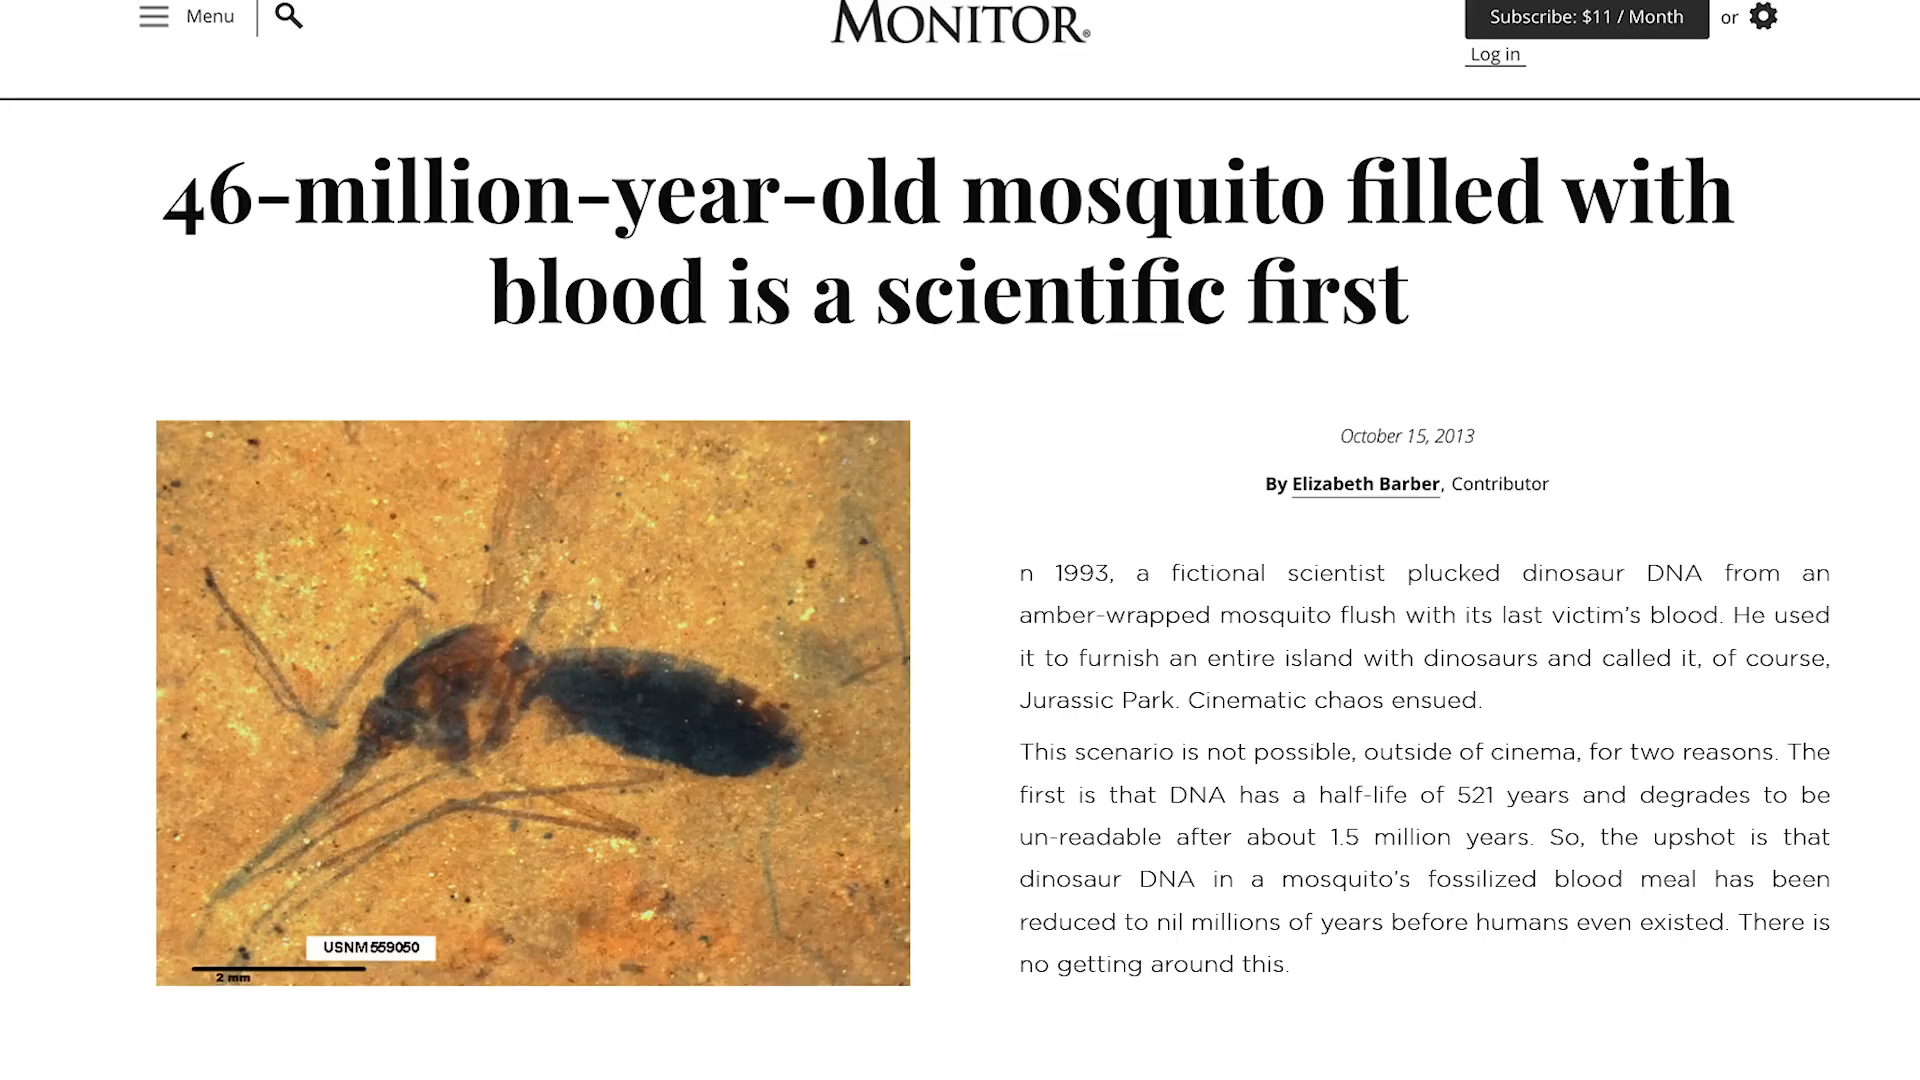 Menu
MONITOR®
Subscribe: $11 / Month or
Log in
46-million-year-old mosquito filled with
blood is a scientific first
October 15, 2013
By Elizabeth Barber, Contributor
n 1993, a fictional scientist plucked dinosaur DNA from an
amber-wrapped mosquito flush with its last victim’s blood. He used
it to furnish an entire island with dinosaurs and called it, of course,
Jurassic Park. Cinematic chaos ensued.
This scenario is not possible, outside of cinema, for two reasons. The
first is that DNA has a half-life of 521 years and degrades to be
un-readable after about 1.5 million years. So, the upshot is that
dinosaur DNA in a mosquito’s fossilized blood meal has been
reduced to nil millions of years before humans even existed. There is
no getting around this.
USNM 559050
2 mm